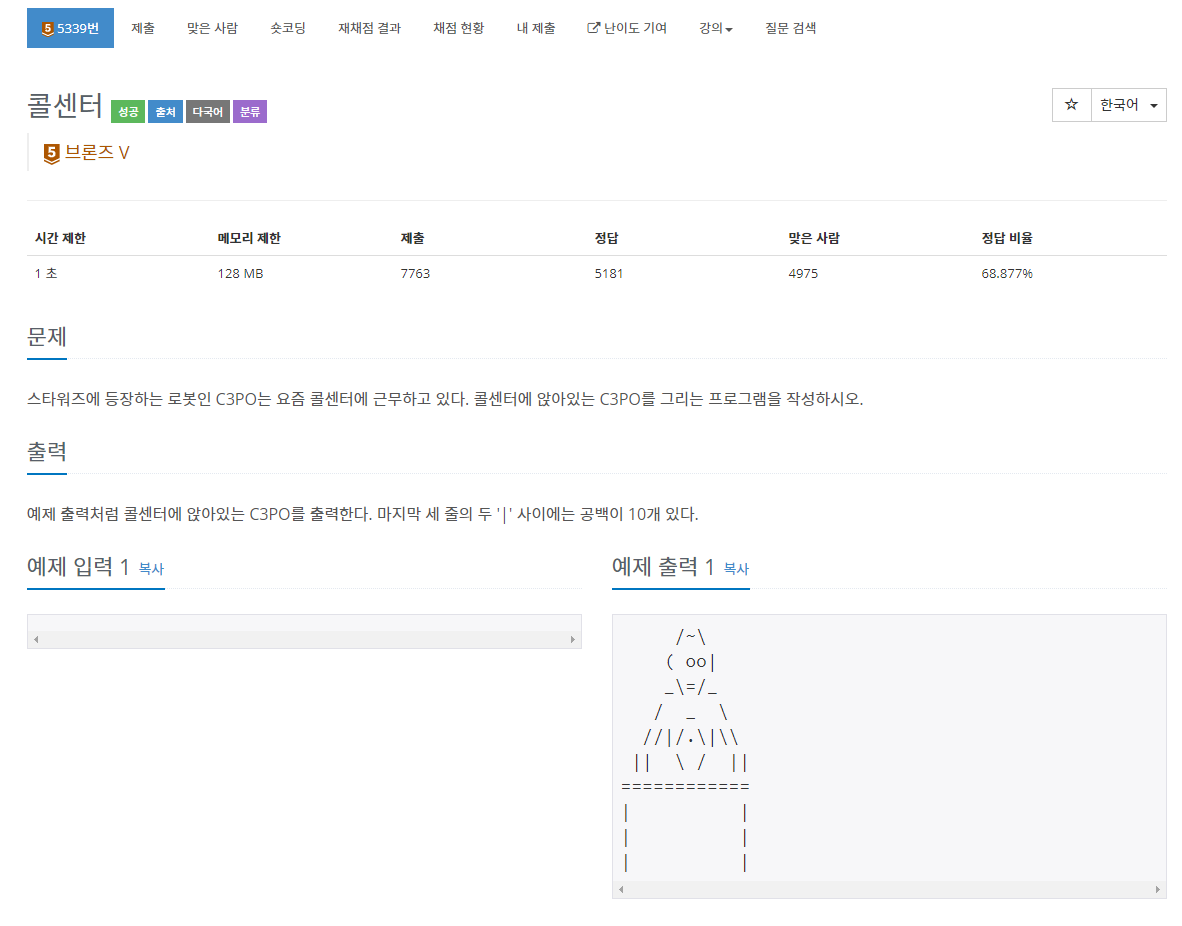 5 5339번 제출 맞은 사람 숏코딩 재채점 결과 채점 현황 내 제출 난이도 기여 강의 질문 검색
콜센터 성공 출처 다국어 분류 ☆ 한국어
5 브론즈 V
시간 제한 메모리 제한 제출 정답 맞은 사람 정답 비율
1 초 128 MB 7763 5181 4975 68.877%
문제
스타워즈에 등장하는 로봇인 C3PO는 요즘 콜센터에 근무하고 있다. 콜센터에 앉아있는 C3PO를 그리는 프로그램을 작성하시오.
출력
예제 출력처럼 콜센터에 앉아있는 C3PO를 출력한다. 마지막 세 줄의 두 '|' 사이에는 공백이 10개 있다.
예제 입력 1 복사
예제 출력 1 복사
     /~\
    ( oo|
    _\=/_
   /  _  \
  //|/.\|\\
 ||  \ /  ||
============
|          |
|          |
|          |